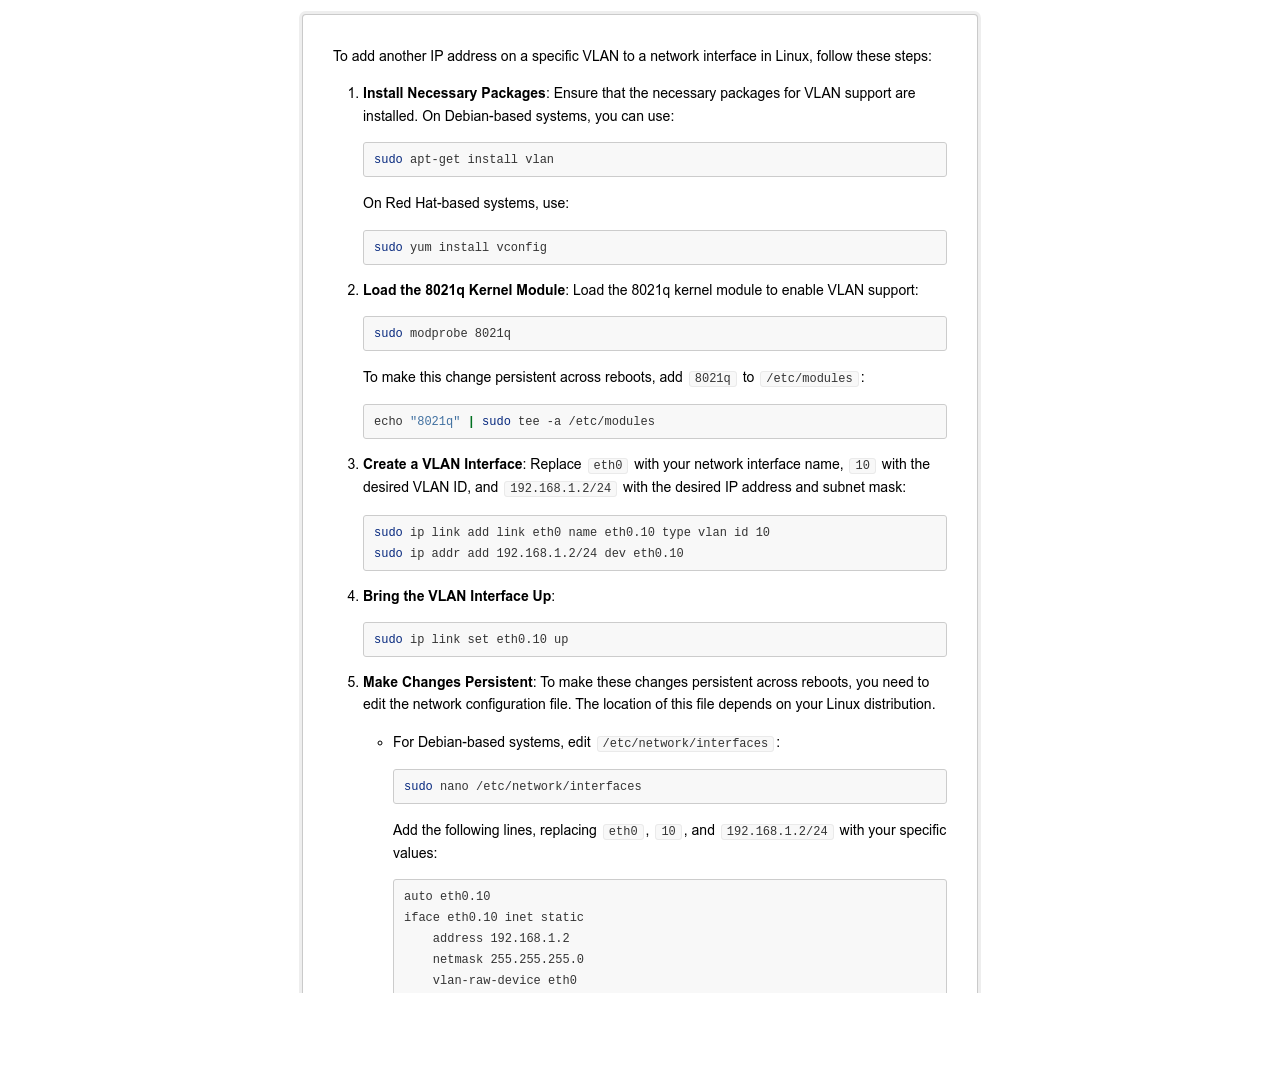 To add another IP address on a specific VLAN to a network interface in Linux, follow these steps:
1. Install Necessary Packages: Ensure that the necessary packages for VLAN support are
installed. On Debian-based systems, you can use:
sudo apt-get install vlan
On Red Hat-based systems, use:
sudo yum install vconfig
2. Load the 8021q Kernel Module: Load the 8021q kernel module to enable VLAN support:
sudo modprobe 8021q
To make this change persistent across reboots, add 8021q to /etc/modules:
echo "8021q" | sudo tee -a /etc/modules
3. Create a VLAN Interface: Replace eth0 with your network interface name, 10 with the
desired VLAN ID, and 192.168.1.2/24 with the desired IP address and subnet mask:
sudo ip link add link eth0 name eth0.10 type vlan id 10
sudo ip addr add 192.168.1.2/24 dev eth0.10
4. Bring the VLAN Interface Up:
sudo ip link set eth0.10 up
5. Make Changes Persistent: To make these changes persistent across reboots, you need to
edit the network configuration file. The location of this file depends on your Linux distribution.
◦ For Debian-based systems, edit /etc/network/interfaces:
sudo nano /etc/network/interfaces
Add the following lines, replacing eth0, 10, and 192.168.1.2/24 with your specific
values:
auto eth0.10
iface eth0.10 inet static
    address 192.168.1.2
    netmask 255.255.255.0
    vlan-raw-device eth0